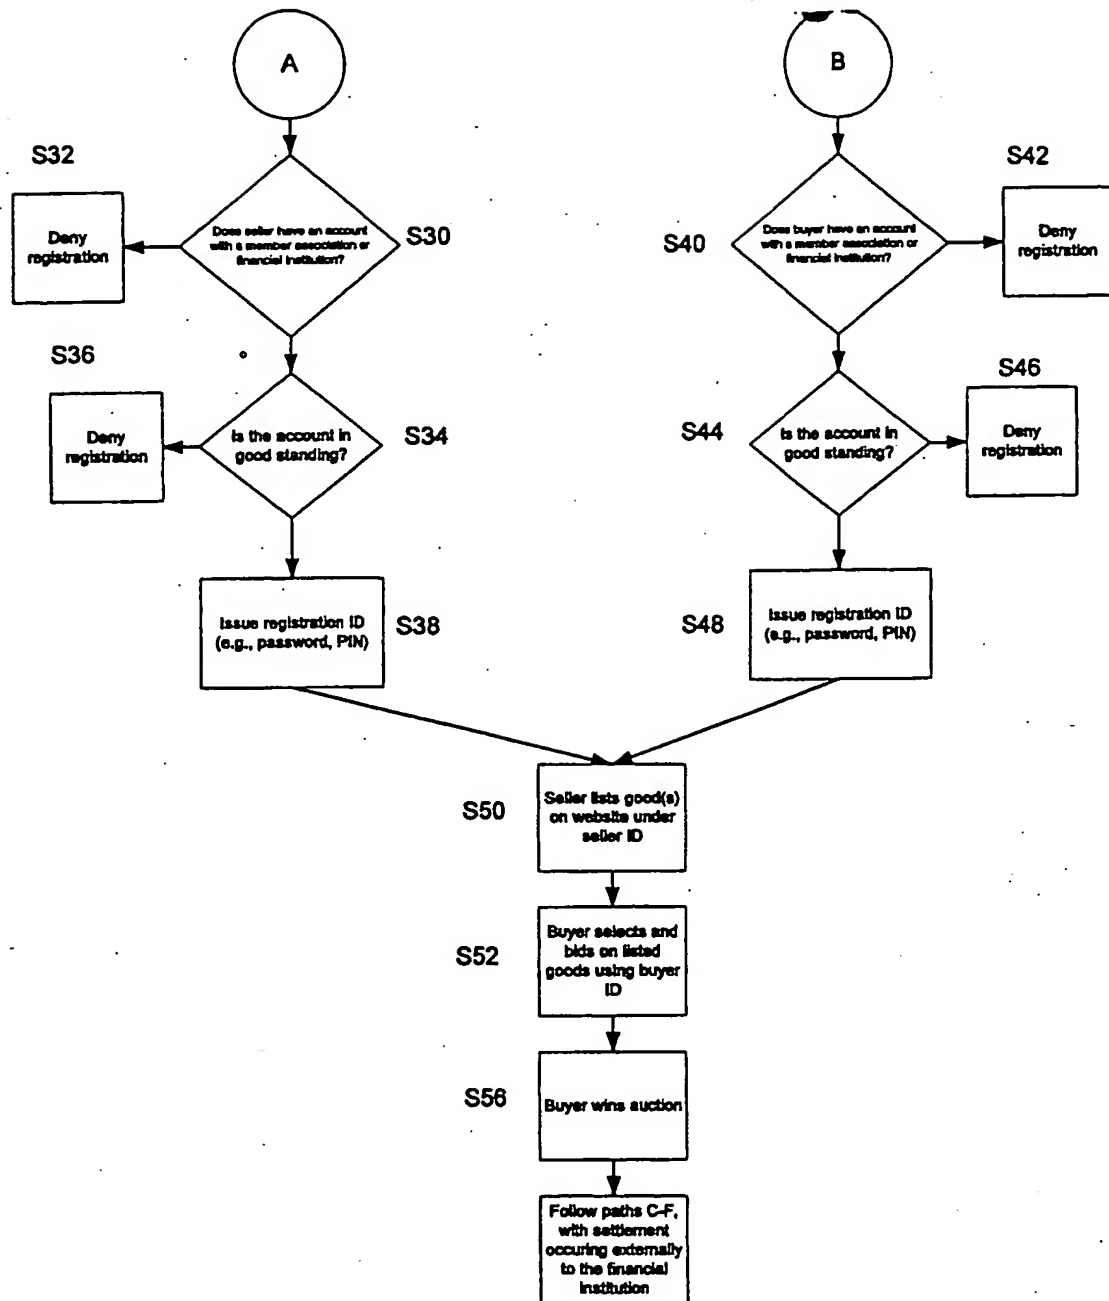 A
B
S32
Deny
registration
Does seller have an account
with a member association or
financial institution?
S30
S40
Does buyer have an account
with a member association or
financial institution?
S42
Deny
registration
S36
Deny
registration
Is the account in
good standing?
S34
S44
Is the account in
good standing?
S46
Deny
registration
Issue registration ID
(e.g., password, PIN)
S38
S48
Issue registration ID
(e.g., password, PIN)
S50
Seller lists good(s)
on website under
seller ID
S52
Buyer selects and
bids on listed
goods using buyer
ID
S56
Buyer wins auction
Follow paths C-F,
with settlement
occuring externally
to the financial
institution